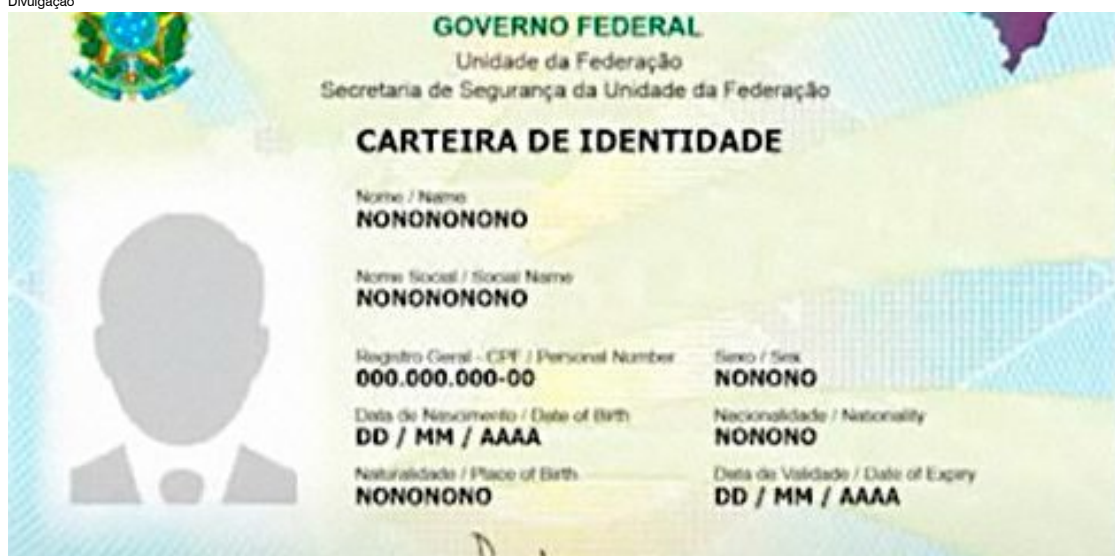 Divulgação
GOVERNO FEDERAL
Unidade da Federação
Secretaria de Segurança da Unidade da Federação
CARTEIRA DE IDENTIDADE
Nome / Name
NONONONONO
Nome Social / Social Name
NONONONONO
Registro Geral - CPF / Personal Number
000.000.000-00
Sexo / Sex
NONONO
Data de Nascimento / Date of Birth
DD / MM / AAAA
Nacionalidade / Nationality
NONONO
Naturalidade / Place of Birth
NONONONO
Data de Validade / Date of Expiry
DD / MM / AAAA